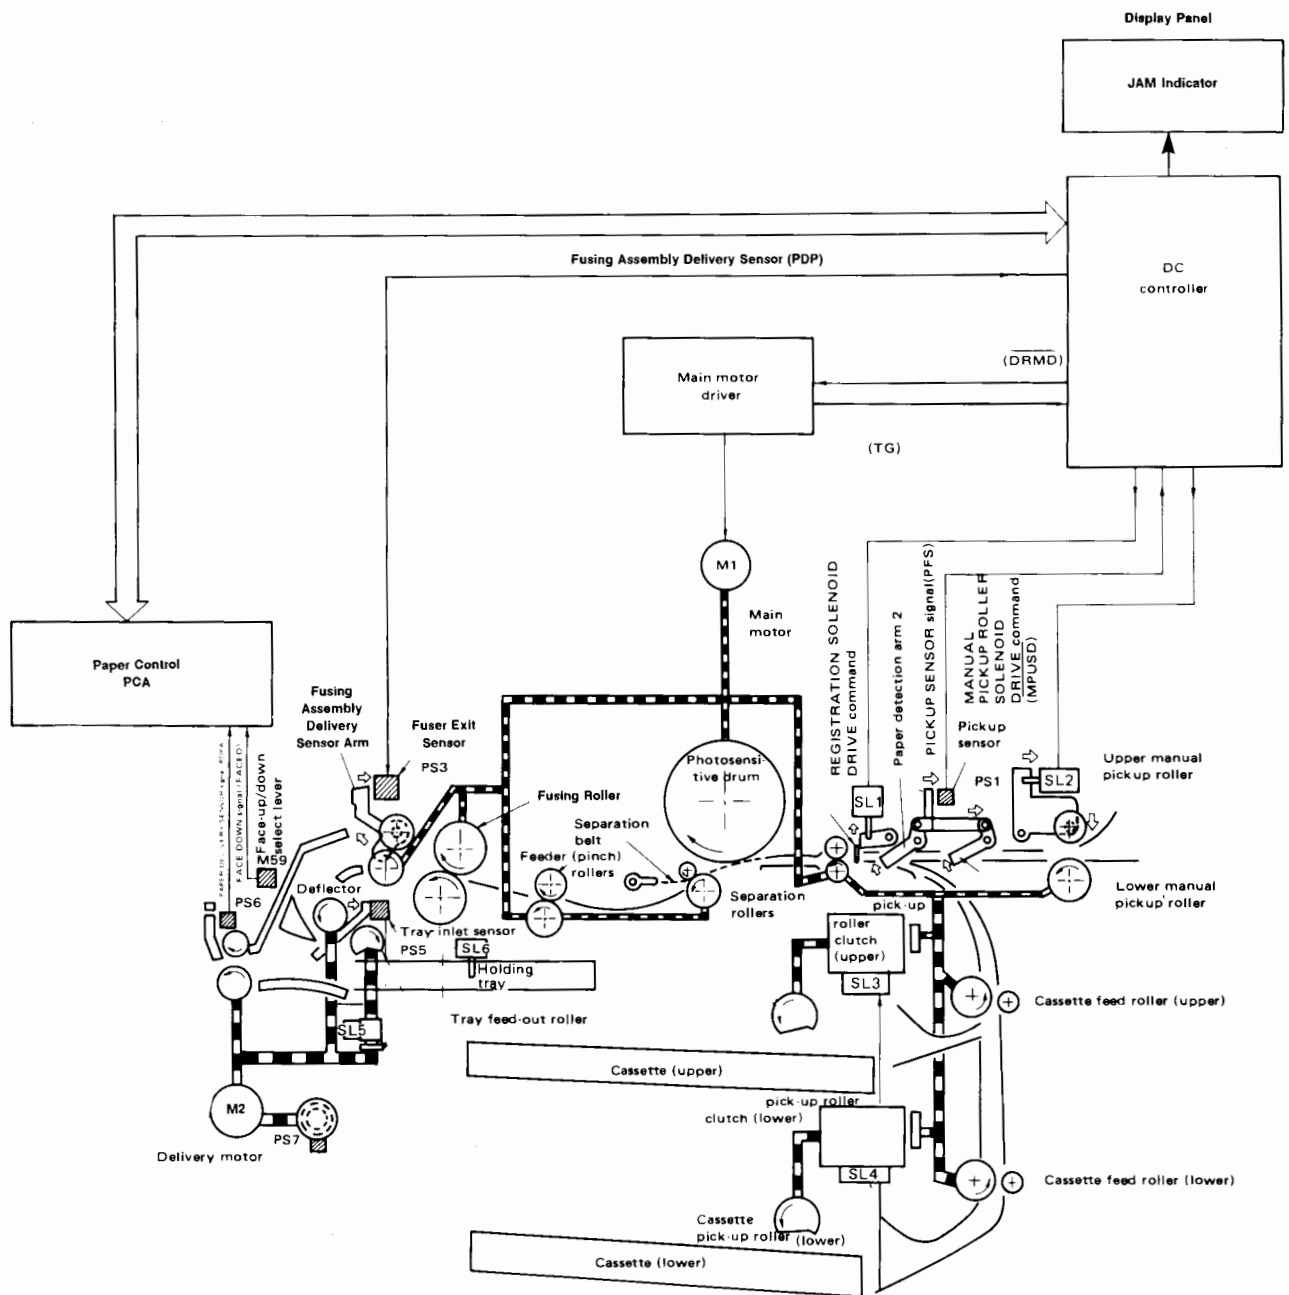 Display Panel
JAM Indicator
Fusing Assembly Delivery Sensor (PDP)
DC
controller
(DRMD)
Main motor
driver
(TG)
M1
Main
motor
REGISTRATION SOLENOID
DRIVE command
Paper detection arm 2
PICKUP SENSOR signal(PFS)
MANUAL
PICKUP ROLLER
SOLENOID
DRIVE command
(MPUSD)
Paper Control
PCA
Fusing
Assembly
Delivery
Sensor Arm
Fuser Exit
Sensor
PS3
Pickup
sensor
PS1
SL1
SL2
Upper manual
pickup roller
Photosensi-
tive drum
FACE DOWN signal (FACED)
Face-up/down
select lever
M59
Fusing Roller
Separation
belt
Feeder (pinch)
rollers
Separation
rollers
Deflector
PS6
Tray inlet sensor
PS5
SL6
Holding
tray
pick-up
roller
clutch
(upper)
SL3
Lower manual
pickup roller
Tray feed-out roller
SL5
Cassette feed roller (upper)
Cassette (upper)
pick-up roller
clutch (lower)
M2
PS7
Delivery motor
SL4
Cassette feed roller (lower)
Cassette
pick-up roller (lower)
Cassette (lower)